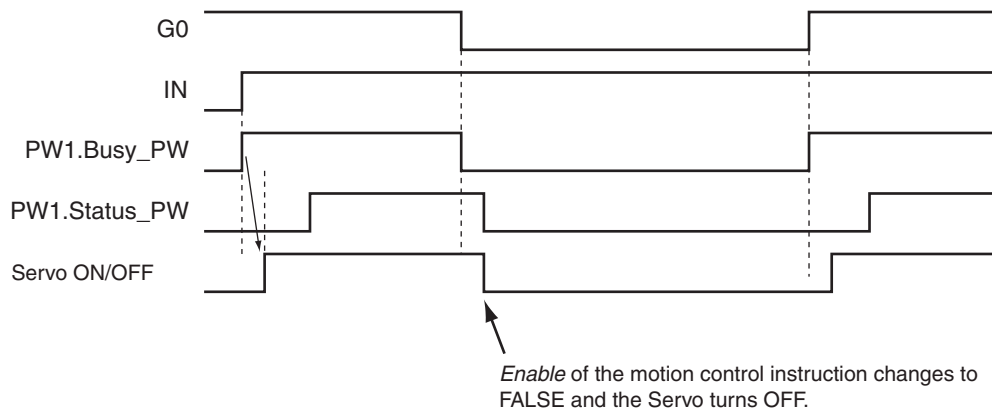 G0
IN
PW1.Busy_PW
PW1.Status_PW
Servo ON/OFF
Enable of the motion control instruction changes to
FALSE and the Servo turns OFF.